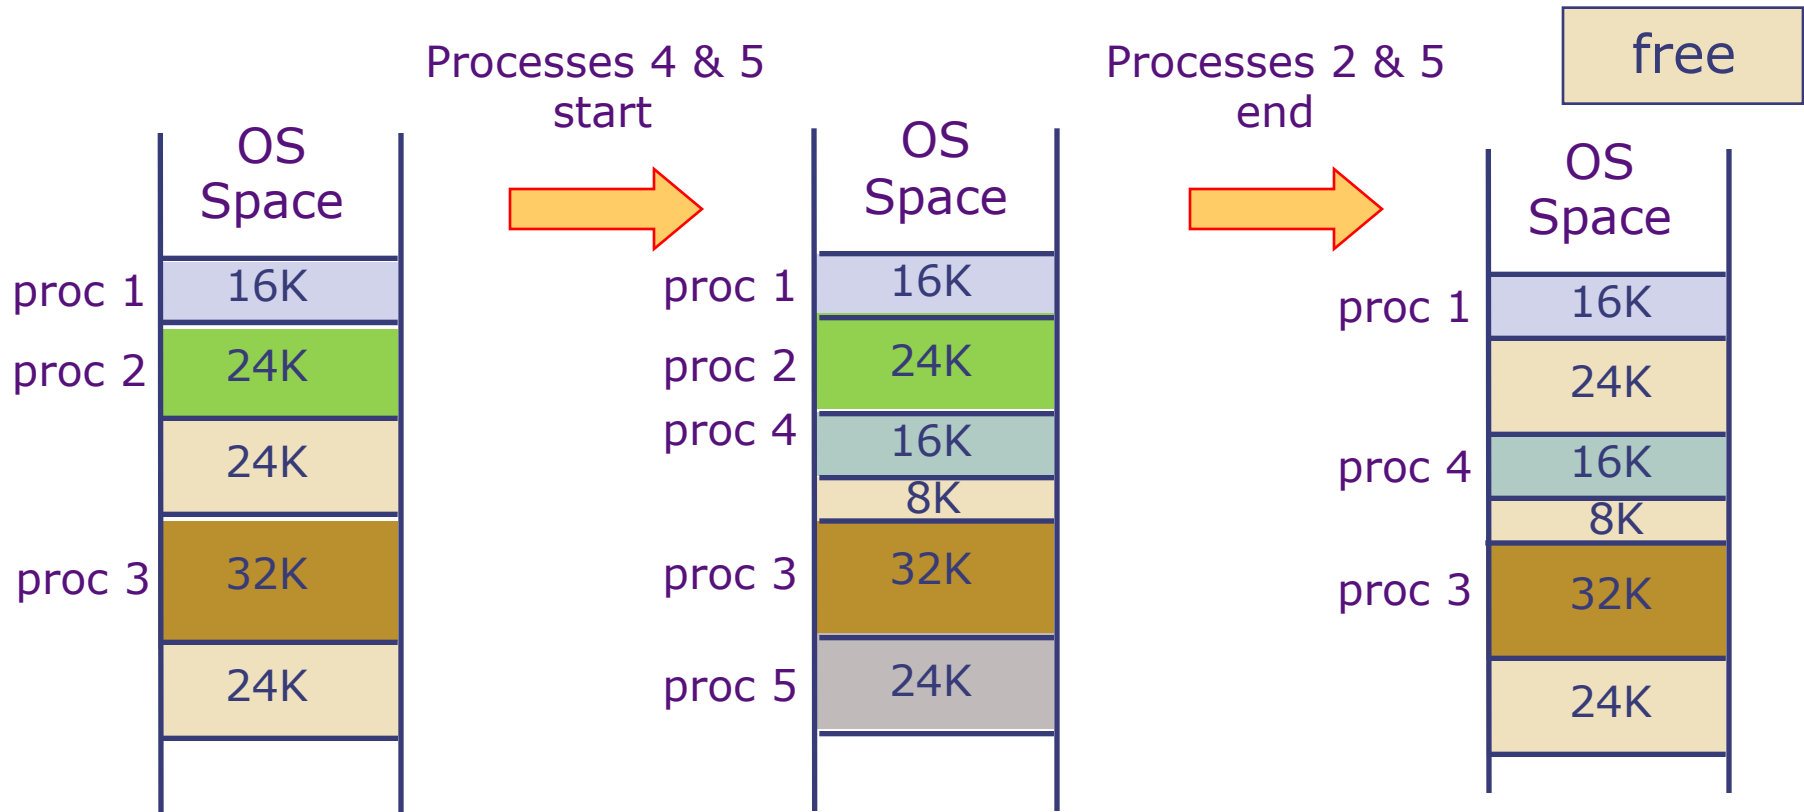 Processes 4 & 5
start
Processes 2 & 5
end
free
OS
Space
proc 1 16K
proc 2 24K
24K
proc 3 32K
24K
OS
Space
proc 1 16K
proc 2 24K
proc 4 16K
8K
proc 3 32K
proc 5 24K
OS
Space
proc 1 16K
24K
proc 4 16K
8K
proc 3 32K
24K